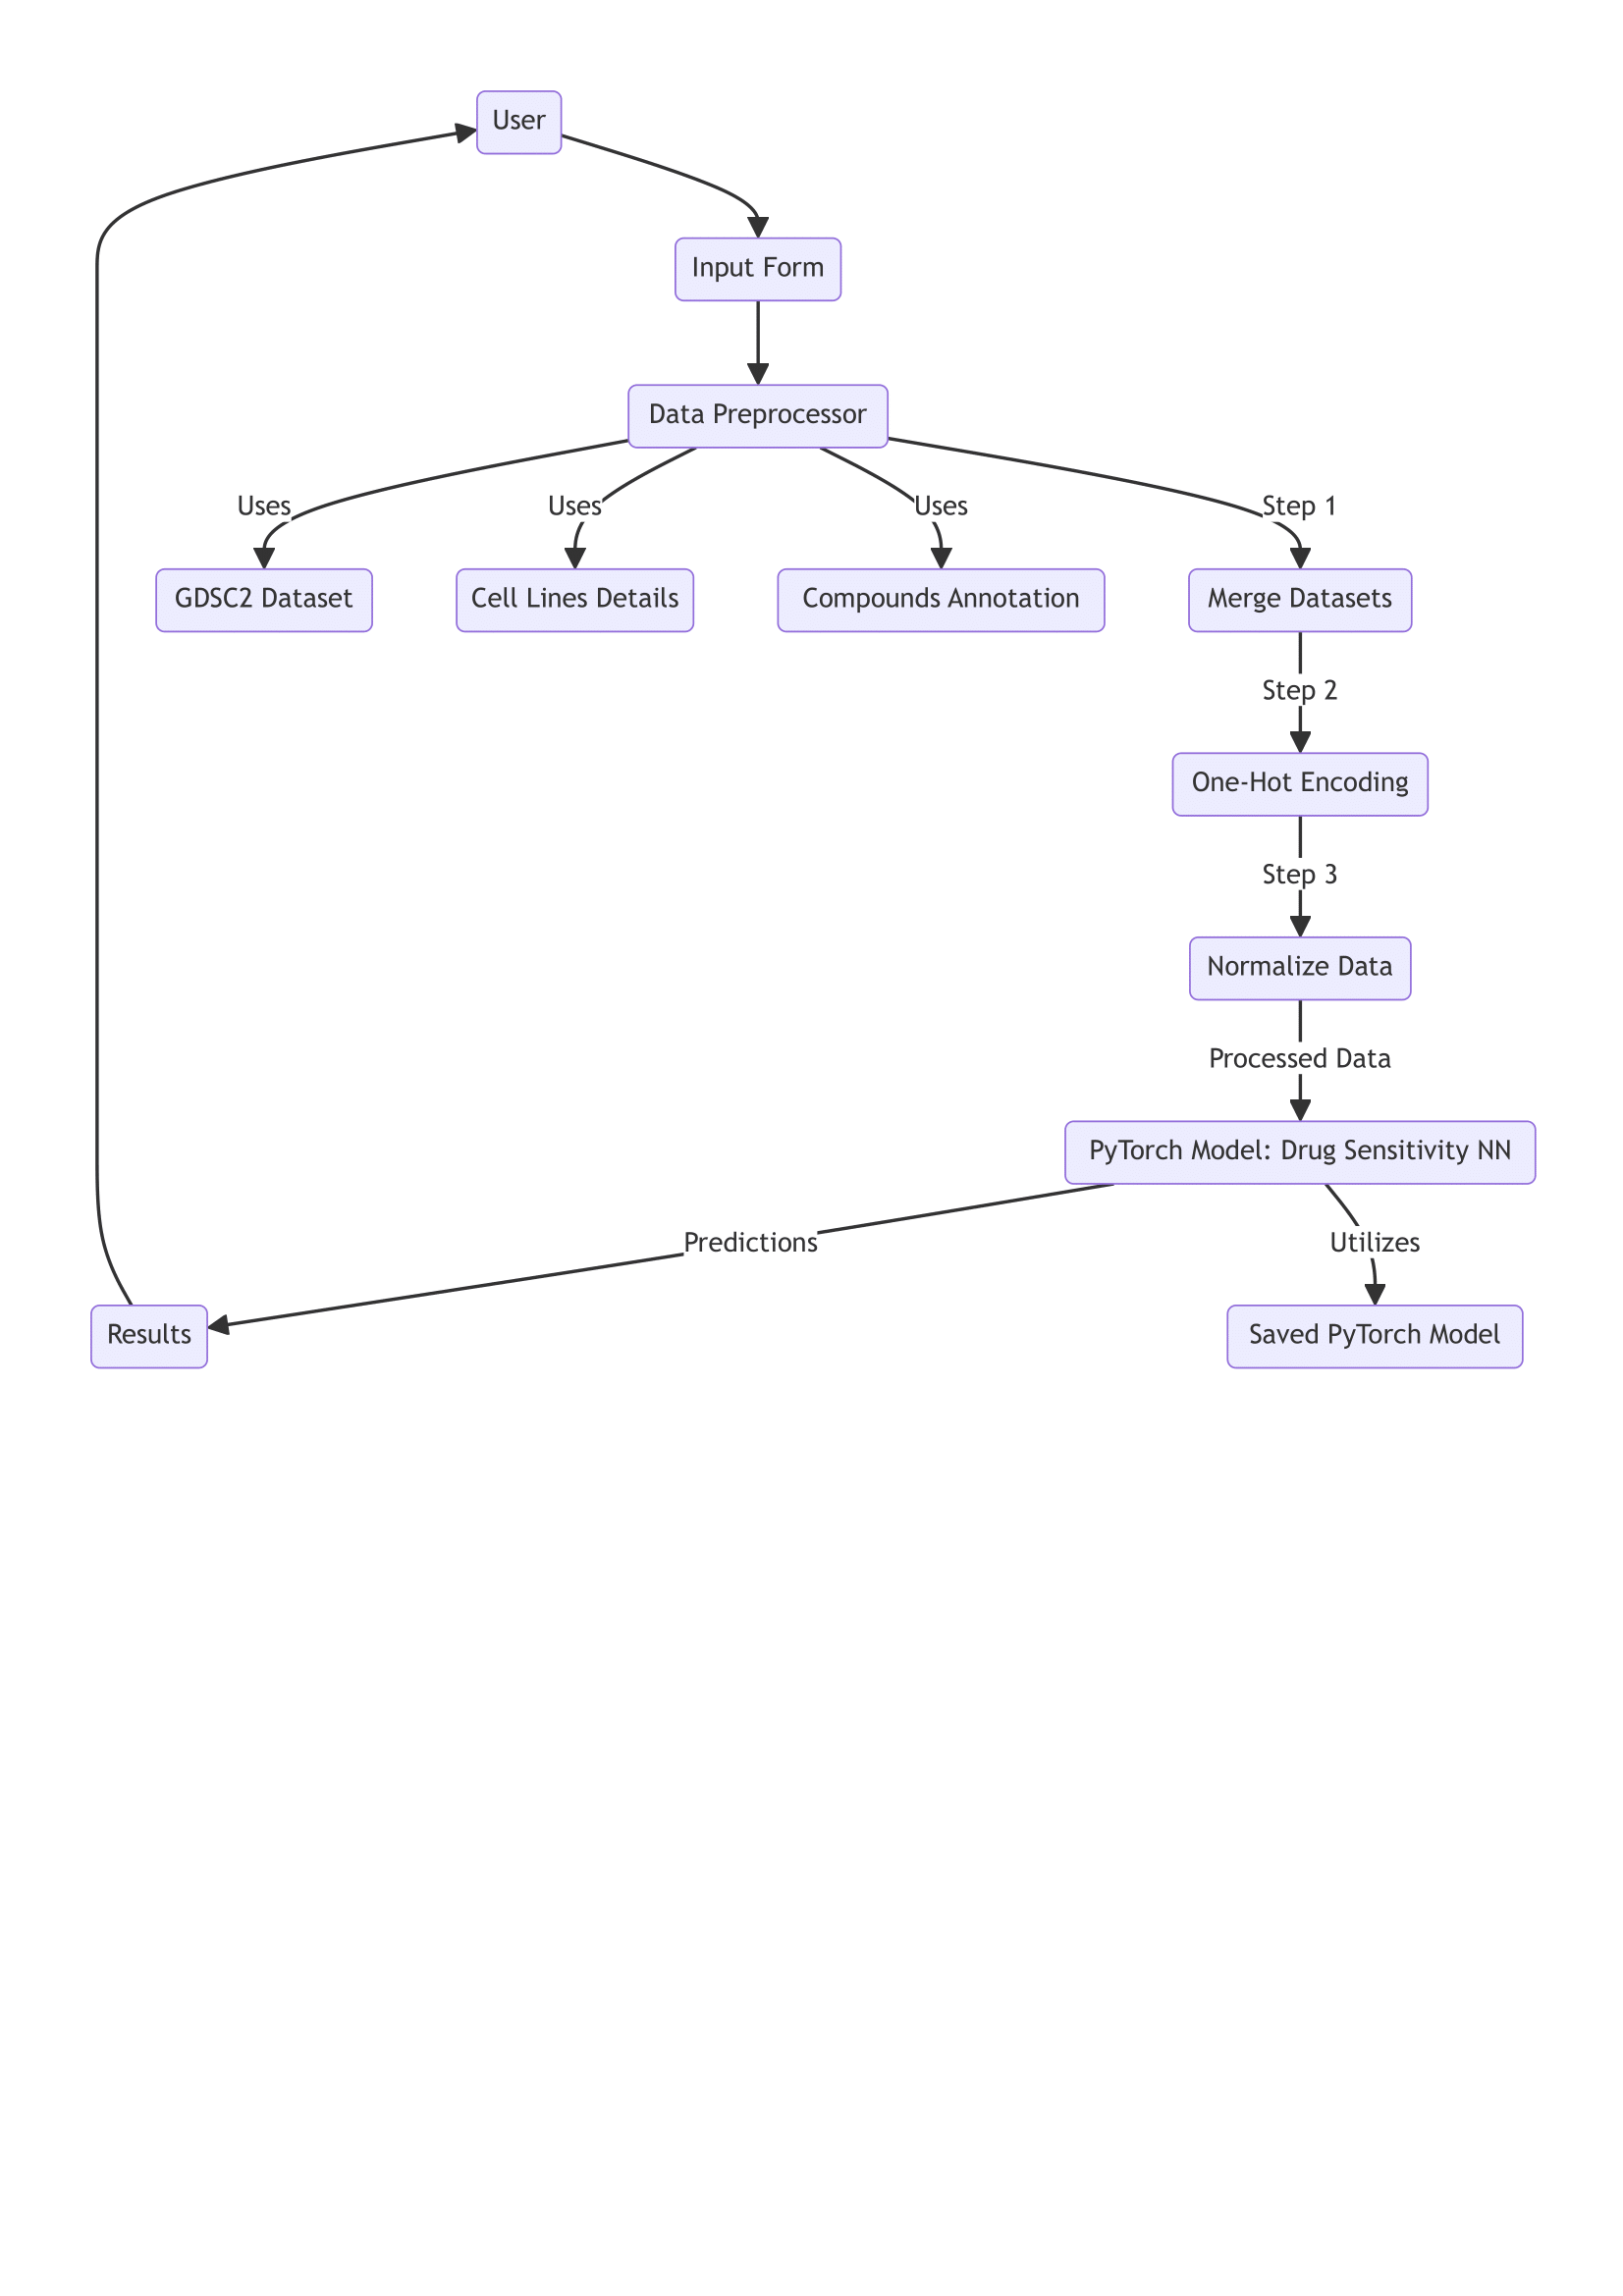 User
Input Form
Data Preprocessor
Uses
Uses
Uses
Step 1
GDSC2 Dataset
Cell Lines Details
Compounds Annotation
Merge Datasets
Step 2
One-Hot Encoding
Step 3
Normalize Data
Processed Data
PyTorch Model: Drug Sensitivity NN
Predictions
Utilizes
Results
Saved PyTorch Model